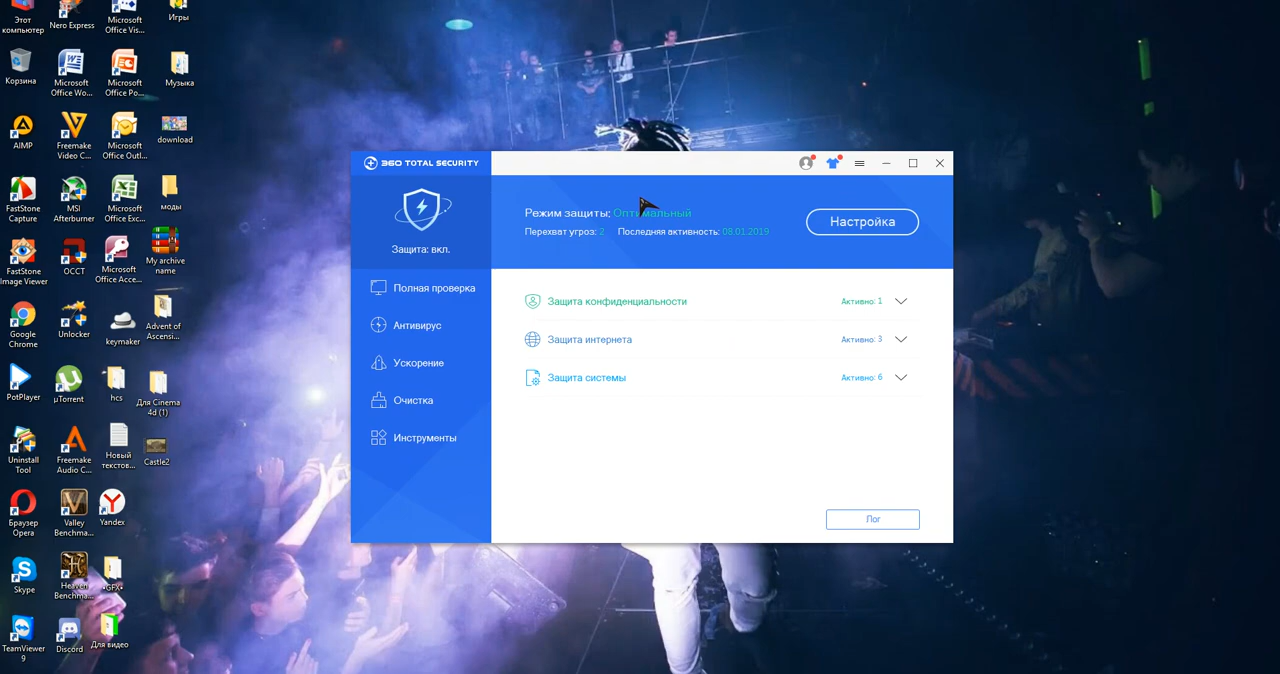 Этот
компьютер
Nero Express
Microsoft
Office Vis...
Игры
Корзина
Microsoft
Office Wo...
Microsoft
Office Po...
Музыка
AIMP
Freemake
Video C...
Microsoft
Office Outl...
download
FastStone
Capture
MSI
Afterburner
Microsoft
Office Exc...
моды
FastStone
Image Viewer
OCCT
Microsoft
Office Acce...
My archive
name
Google
Chrome
Unlocker
keymaker
Advent of
Ascensi...
PotPlayer
µTorrent
hcs
Для Cinema
4d (1)
Uninstall
Tool
Freemake
Audio C...
Новый
текстов...
Castle2
Браузер
Opera
Valley
Benchma...
Yandex
Skype
Heaven
Benchma...
•GFX•
TeamViewer
9
Discord
Для видео
360 TOTAL SECURITY
Защита: вкл.
Полная проверка
Антивирус
Ускорение
Очистка
Инструменты
Режим защиты: Оптимальный
Перехват угроз: 2 Последняя активность: 08.01.2019
Настройка
Защита конфиденциальности Активно: 1
Защита интернета Активно: 3
Защита системы Активно: 6
Лог